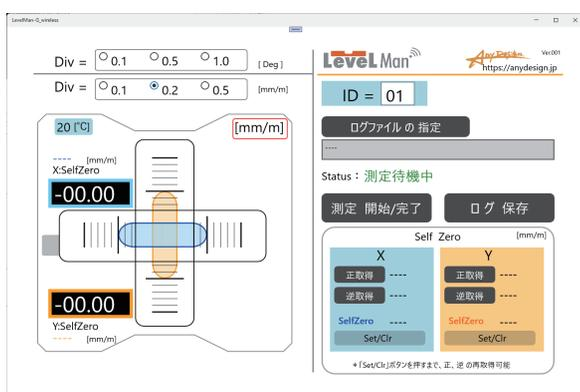 LevelMan-G_wireless
Div = 0.1 0.5 1.0 [ Deg ]
Div = 0.1 0.2 0.5 [mm/m]
20 [℃]
[mm/m]
---- [mm/m]
X:SelfZero
-00.00
-00.00
Y:SelfZero
---- [mm/m]
Level Man
Any Design Ver.001
https://anydesign.jp
ID = 01
ログファイル の 指定
----
Status : 測定待機中
測定 開始/完了 ログ 保存
Self Zero [mm/m]
X Y
正取得 ---- 正取得 ----
逆取得 ---- 逆取得 ----
SelfZero ---- SelfZero ----
Set/Clr Set/Clr
*「Set/Clr」ボタンを押すまで、正、逆 の再取得可能